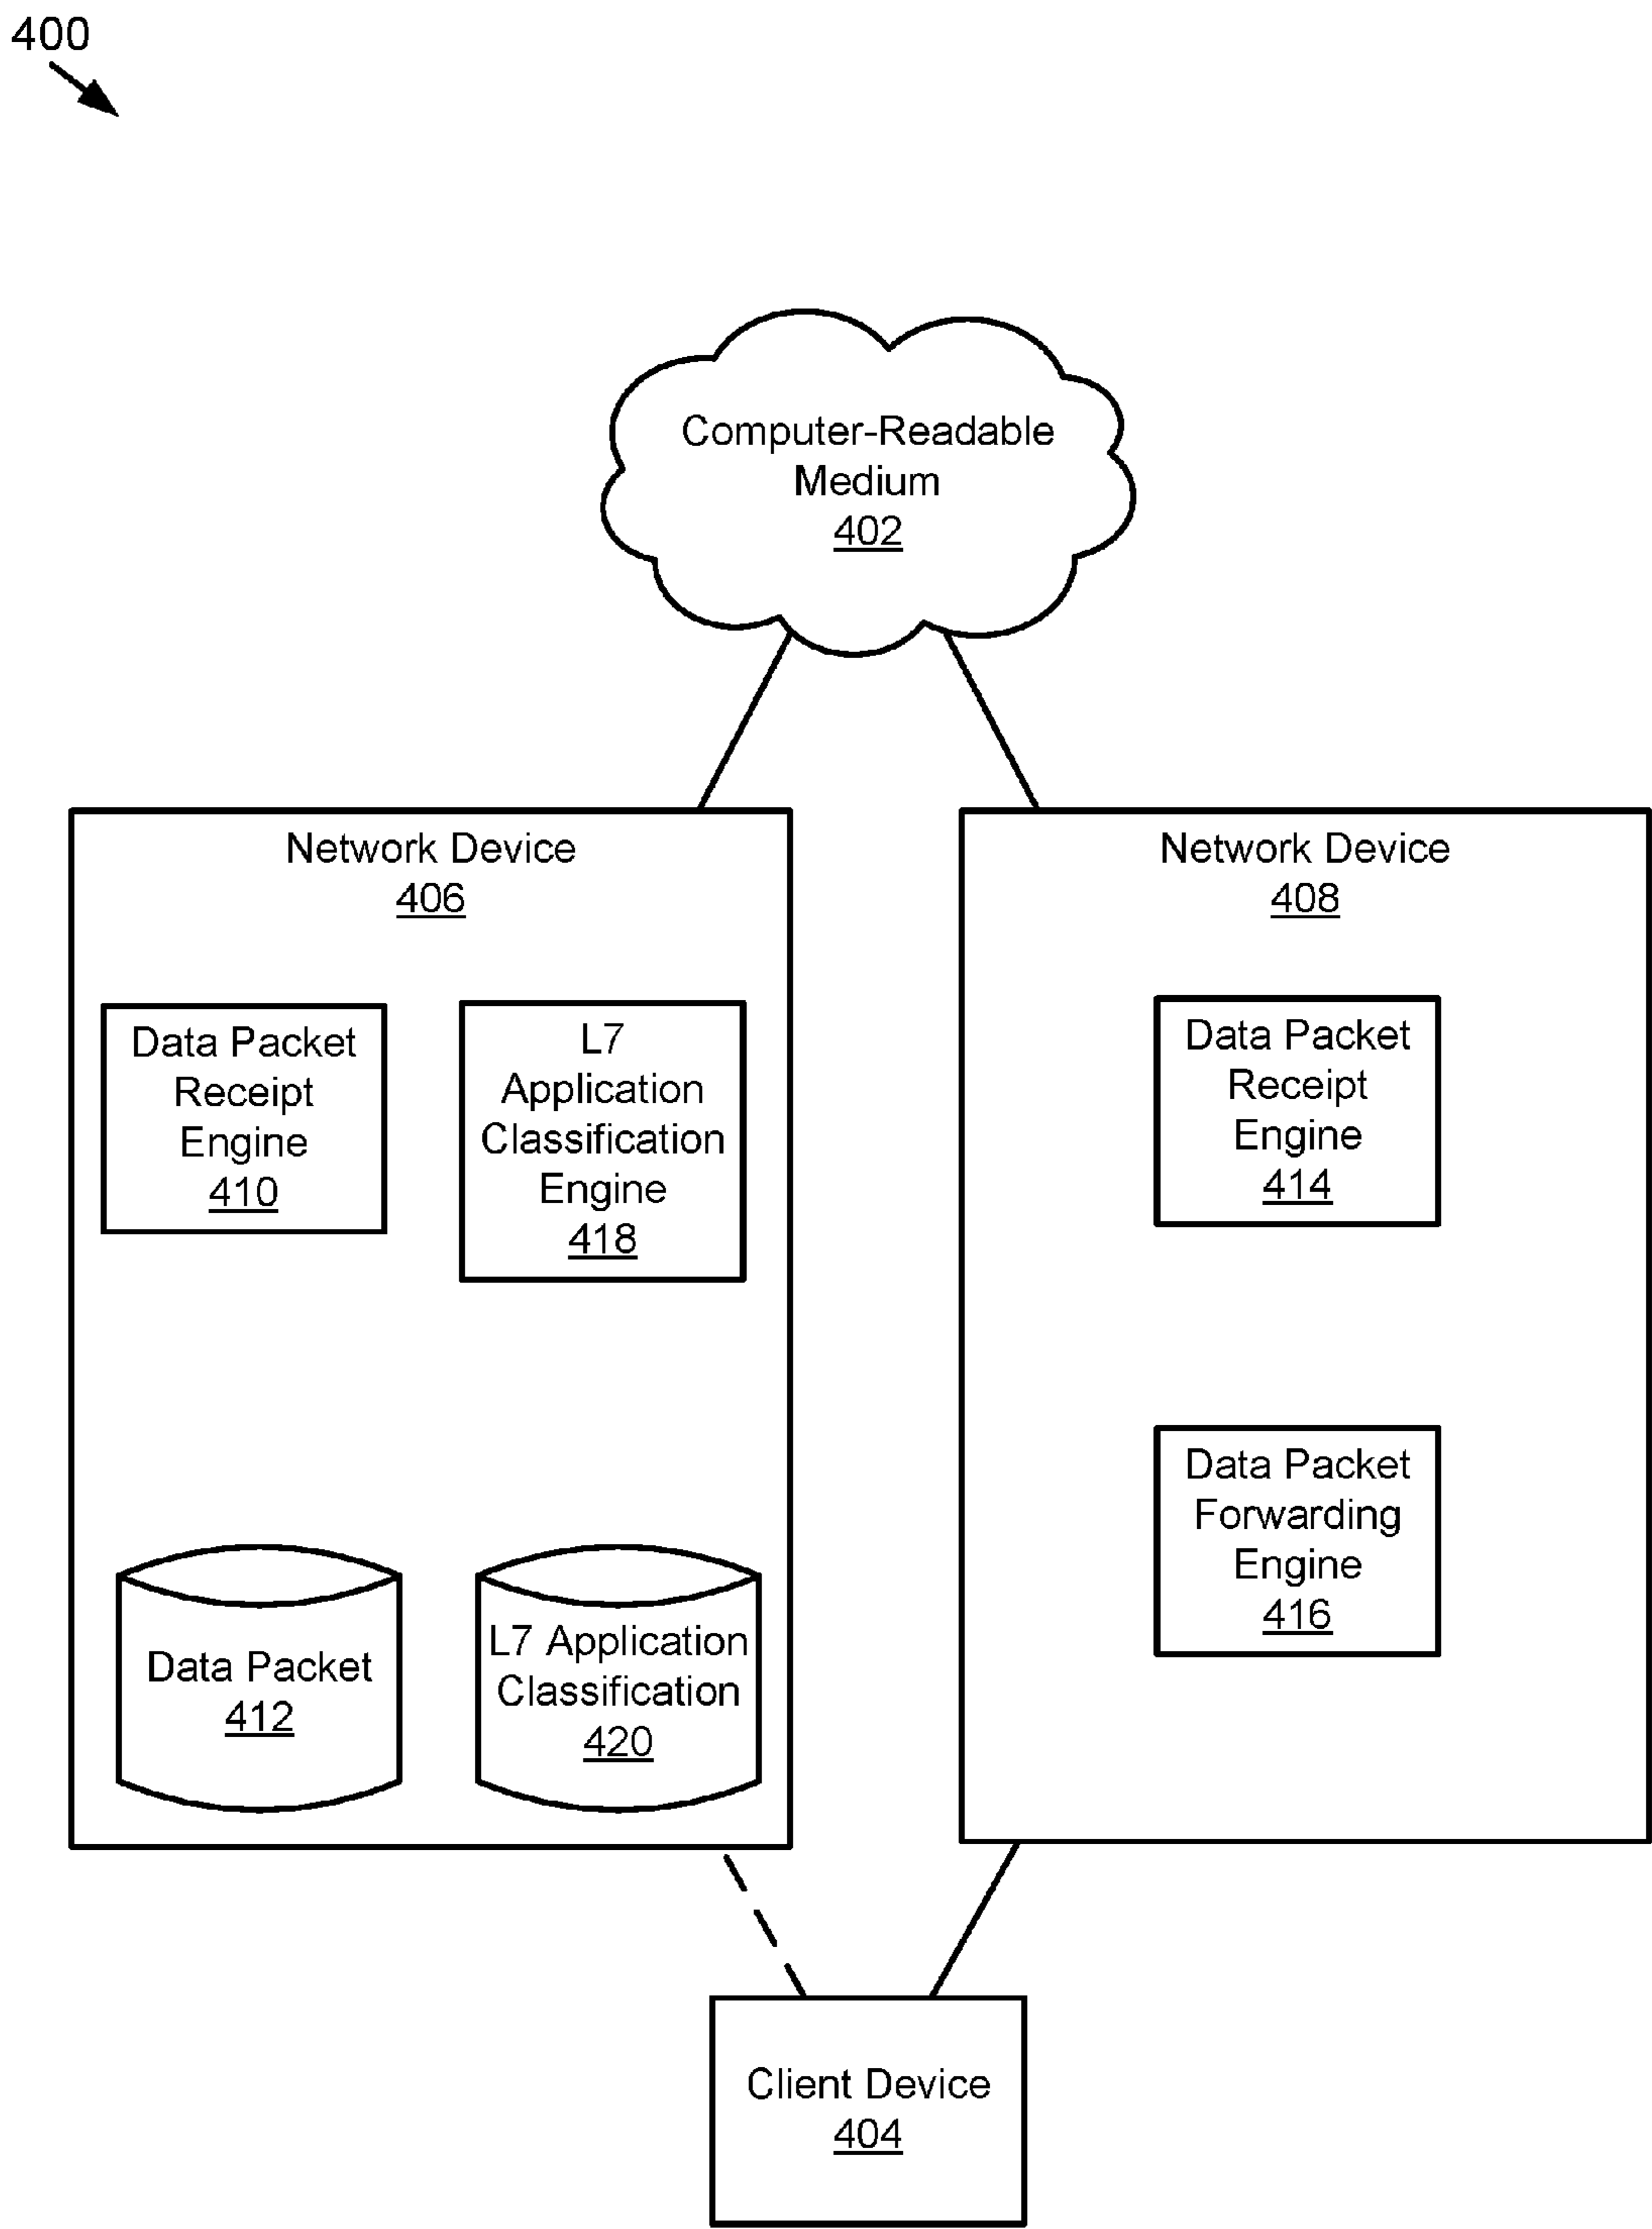 400
Computer-Readable
Medium
402
Network Device
406
Data Packet
Receipt
Engine
410
L7
Application
Classification
Engine
418
Data Packet
412
L7 Application
Classification
420
Network Device
408
Data Packet
Receipt
Engine
414
Data Packet
Forwarding
Engine
416
Client Device
404